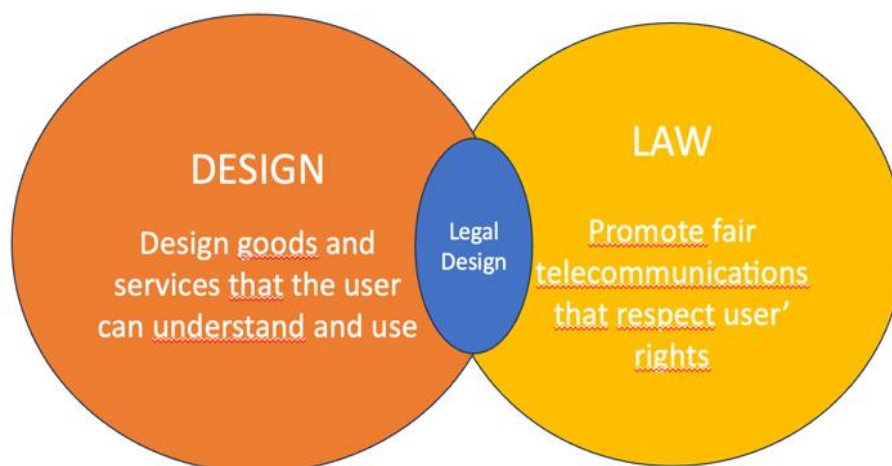 DESIGN
Design goods and
services that the user
can understand and use
Legal
Design
LAW
Promote fair
telecommunications
that respect user’
rights